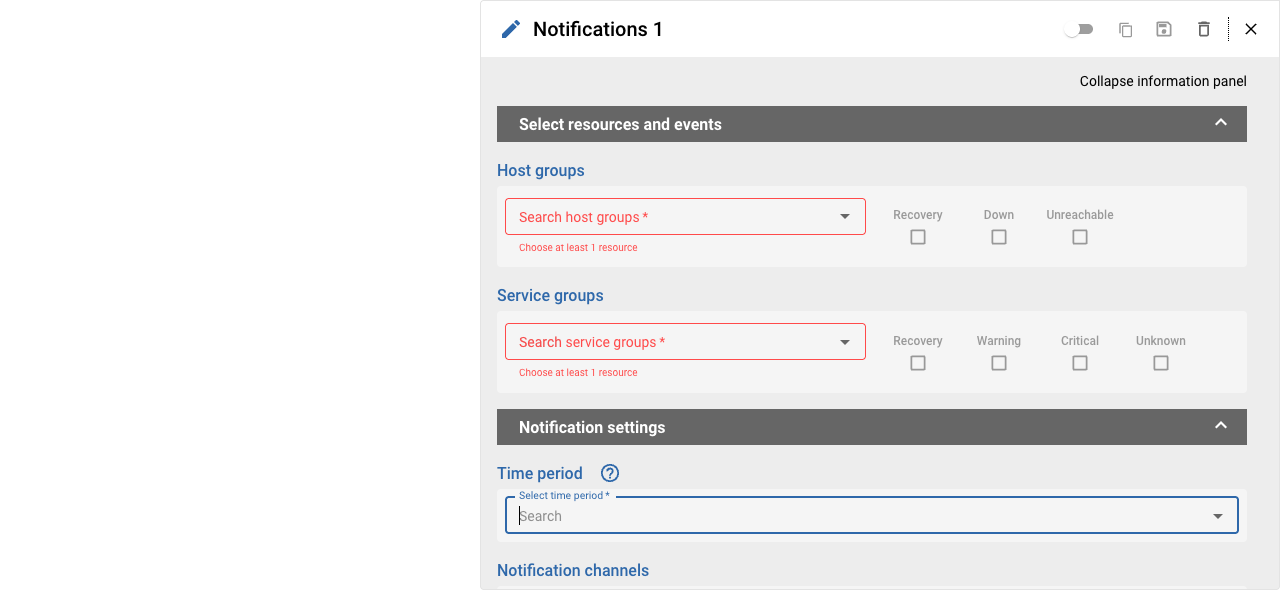 Notifications 1
Collapse information panel
Select resources and events
Host groups
Search host groups *
Recovery
Down
Unreachable
Choose at least 1 resource
Service groups
Search service groups *
Recovery
Warning
Critical
Unknown
Choose at least 1 resource
Notification settings
Time period
Select time period *
Search
Notification channels